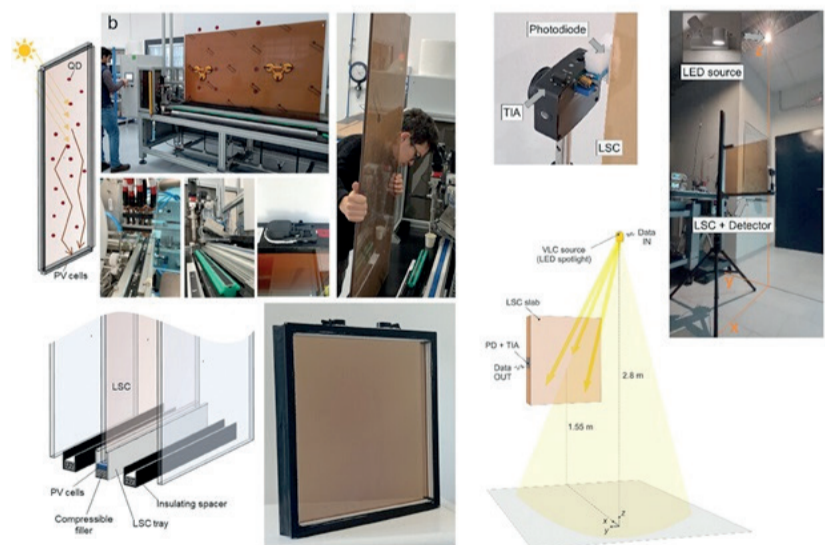 b
QD
PV cells
LSC
PV cells
Compressible
filler
LSC tray
Insulating spacer
Photodiode
TIA
LSC
LED source
LSC + Detector
z
y
x
VLC source
(LED spotlight)
Data
IN
LSC slab
PD + TIA
Data
OUT
2.8 m
1.55 m
x
y
z